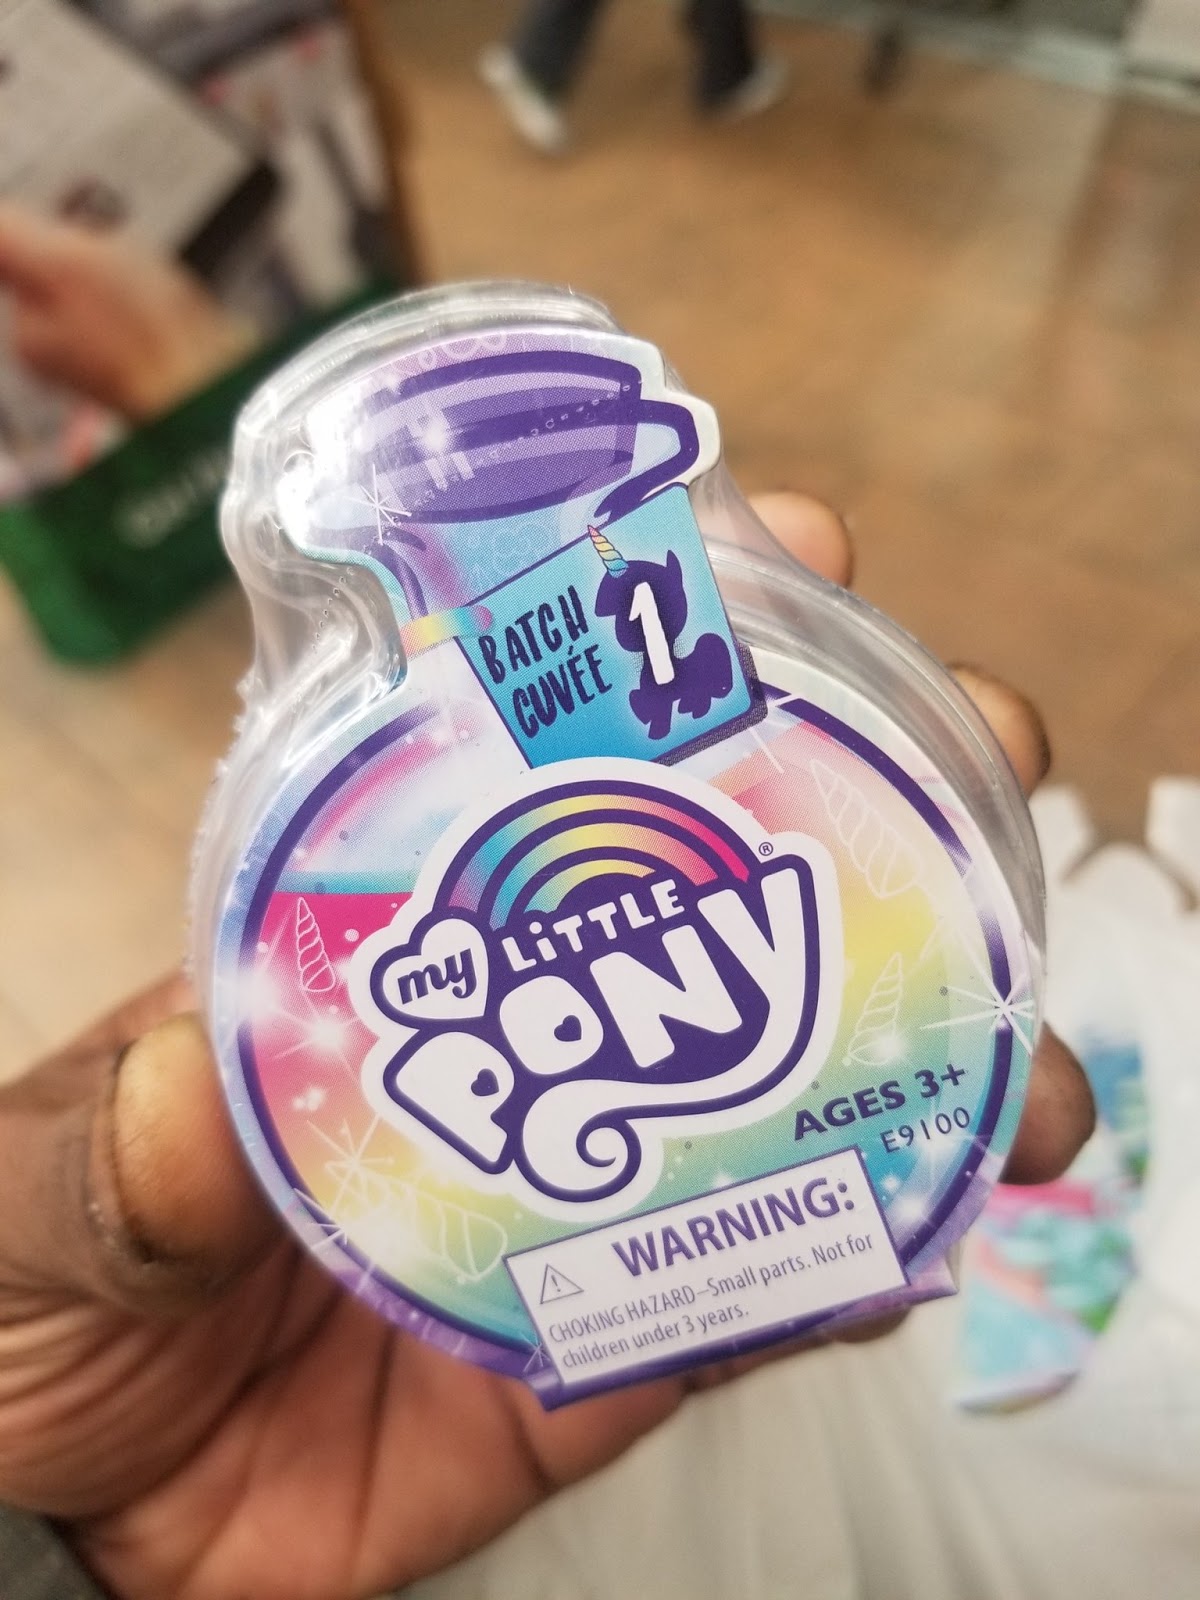 BATCH
CUVÉE
1
my LiTTLE
PONY®
AGES 3+
E9100
WARNING:
CHOKING HAZARD–Small parts. Not for
children under 3 years.